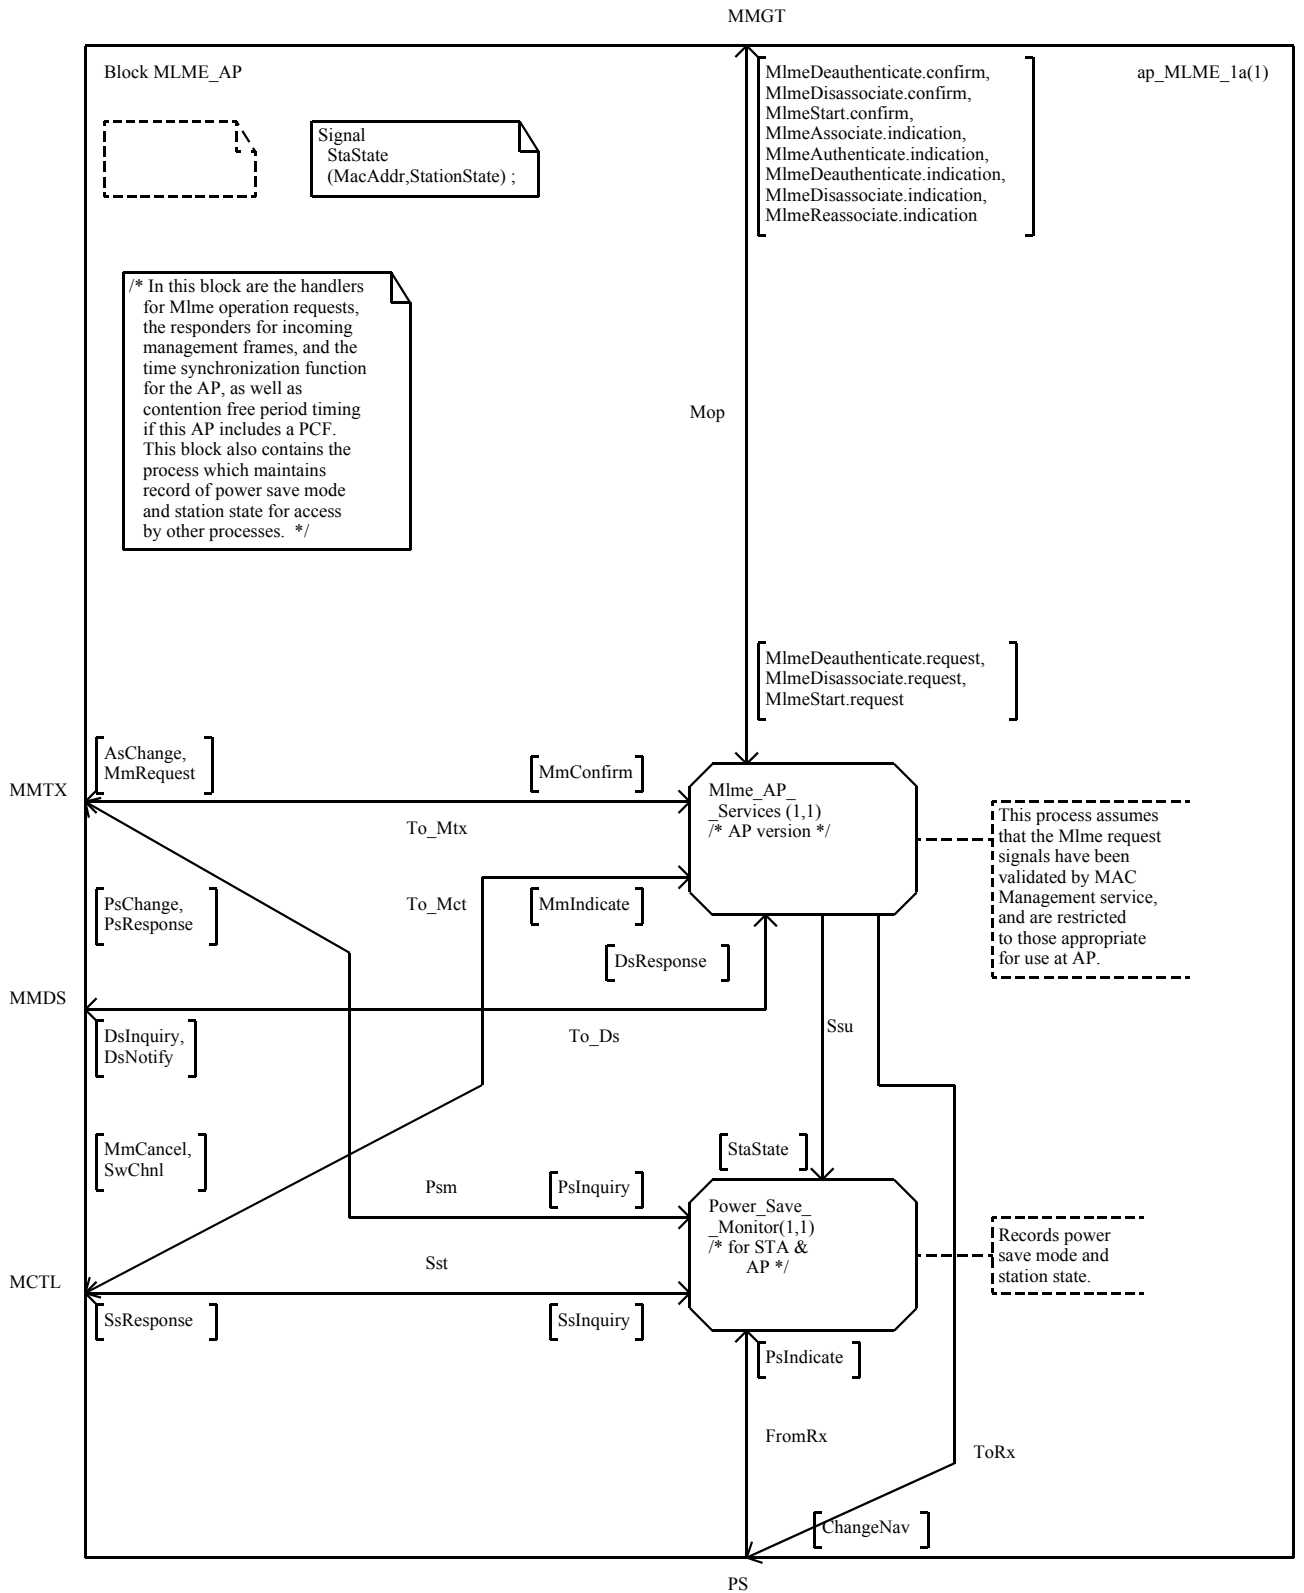 MMGT
Block MLME_AP
ap_MLME_1a(1)
MlmeDeauthenticate.confirm,
MlmeDisassociate.confirm,
MlmeStart.confirm,
MlmeAssociate.indication,
MlmeAuthenticate.indication,
MlmeDeauthenticate.indication,
MlmeDisassociate.indication,
MlmeReassociate.indication
Signal
StaState
(MacAddr,StationState) ;
/* In this block are the handlers
for Mlme operation requests,
the responders for incoming
management frames, and the
time synchronization function
for the AP, as well as
contention free period timing
if this AP includes a PCF.
This block also contains the
process which maintains
record of power save mode
and station state for access
by other processes.  */
Mop
MlmeDeauthenticate.request,
MlmeDisassociate.request,
MlmeStart.request
AsChange,
MmRequest
MmConfirm
MMTX
To_Mtx
Mlme_AP_
_Services (1,1)
/* AP version */
This process assumes
that the Mlme request
signals have been
validated by MAC
Management service,
and are restricted
to those appropriate
for use at AP.
PsChange,
PsResponse
To_Mct
MmIndicate
DsResponse
MMDS
DsInquiry,
DsNotify
To_Ds
Ssu
MmCancel,
SwChnl
StaState
Psm
PsInquiry
Power_Save_
_Monitor(1,1)
/* for STA &
AP */
Records power
save mode and
station state.
Sst
MCTL
SsResponse
SsInquiry
PsIndicate
FromRx
ToRx
ChangeNav
PS